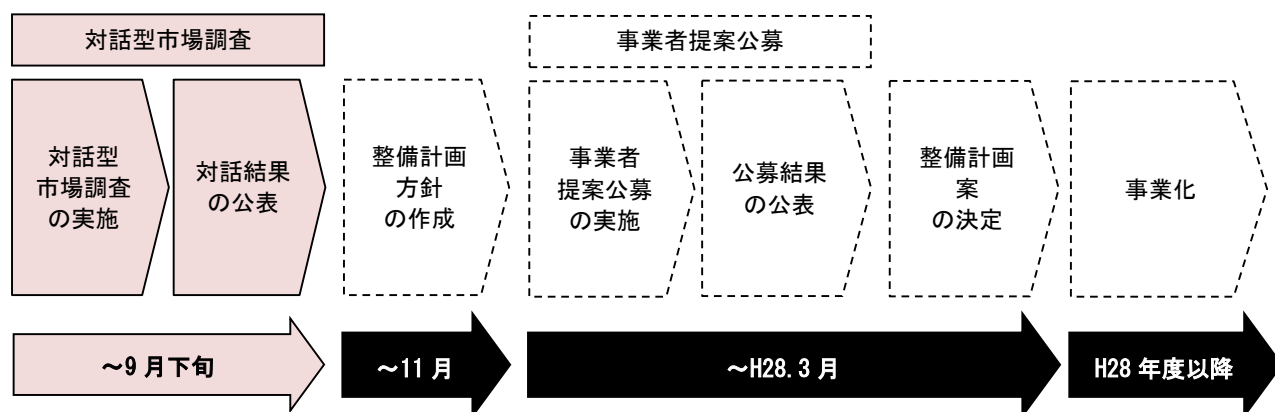 対話型市場調査
事業者提案公募
対話型
市場調査
の実施
対話結果
の公表
整備計画
方針
の作成
事業者
提案公募
の実施
公募結果
の公表
整備計画
案
の決定
事業化
～9月下旬
～11月
～H28.3月
H28年度以降